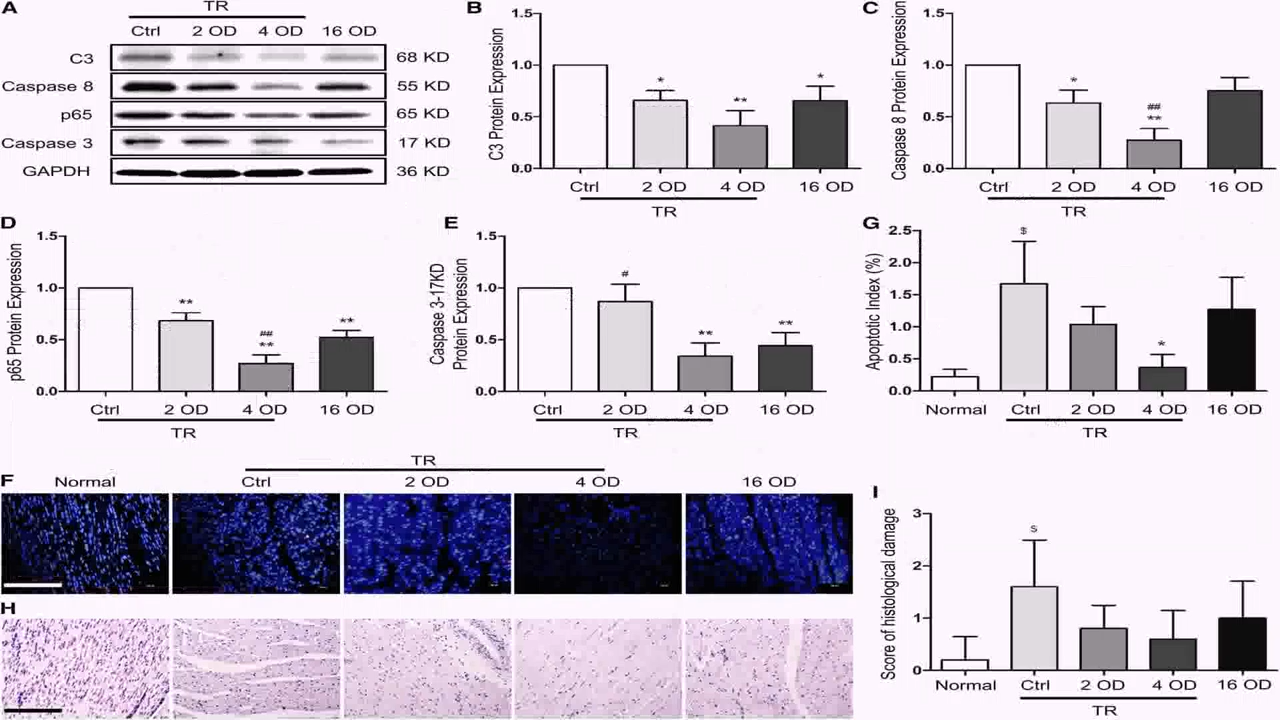 A
TR
Ctrl 2 OD 4 OD 16 OD
C3 68 KD
Caspase 8 55 KD
p65 65 KD
Caspase 3 17 KD
GAPDH 36 KD
B
C3 Protein Expression
1.5
1.0
0.5
0.0
* ** *
Ctrl 2 OD 4 OD 16 OD
TR
C
Caspase 8 Protein Expression
1.5
1.0
0.5
0.0
*
##
**
Ctrl 2 OD 4 OD 16 OD
TR
D
p65 Protein Expression
1.5
1.0
0.5
0.0
**
##
**
**
Ctrl 2 OD 4 OD 16 OD
TR
E
Caspase 3-17KD
Protein Expression
1.5
1.0
0.5
0.0
# ** **
Ctrl 2 OD 4 OD 16 OD
TR
G
Apoptotic Index (%)
2.5
2.0
1.5
1.0
0.5
0.0
$
*
Normal Ctrl 2 OD 4 OD 16 OD
TR
F
TR
Normal Ctrl 2 OD 4 OD 16 OD
H
I
Score of histological damage
3
2
1
0
$
Normal Ctrl 2 OD 4 OD 16 OD
TR